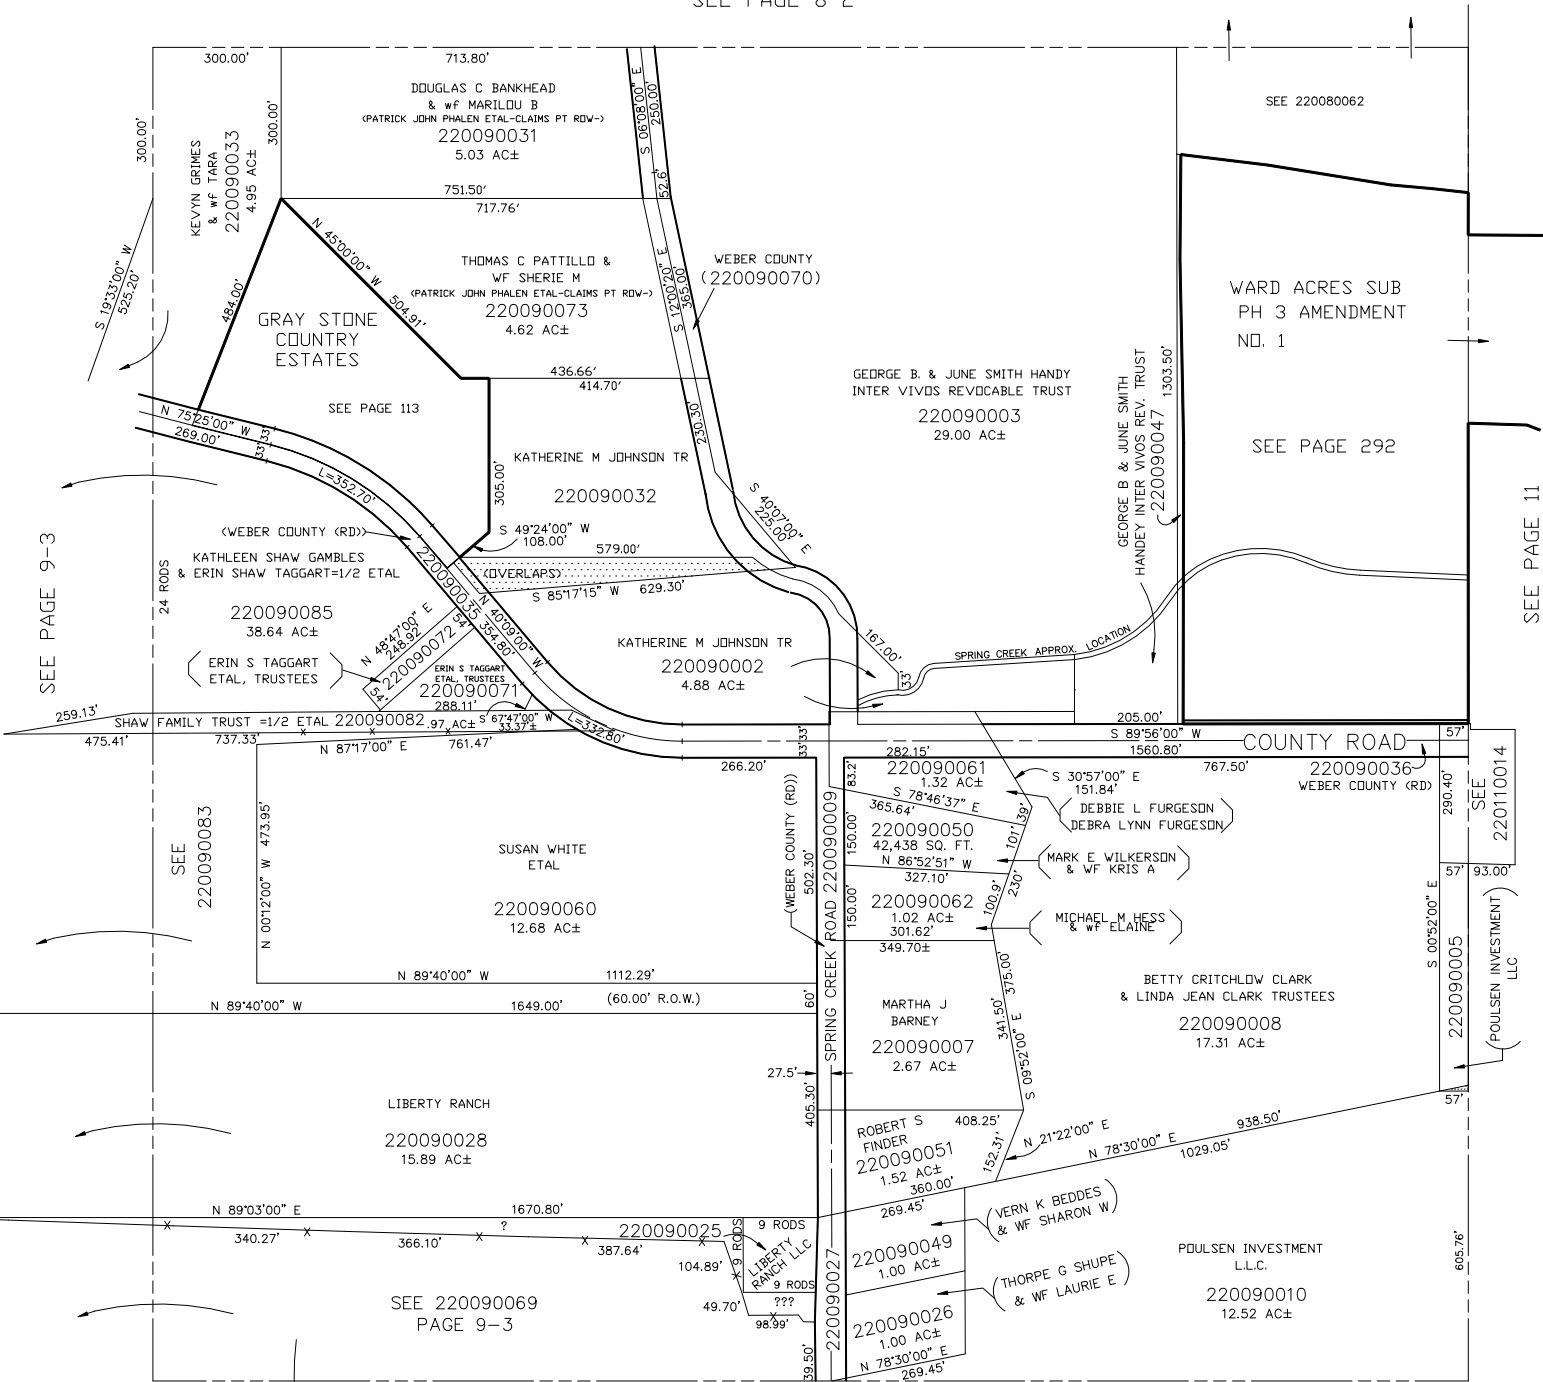 SEE PAGE 8-2
300.00'
713.80'
DOUGLAS C BANKHEAD
& wf MARILOU B
(PATRICK JOHN PHALEN ETAL-CLAIMS PT ROW-)
220090031
5.03 AC±
S 06°08'00" E
250.00'
52.6'
SEE 220080062
300.00'
300.00'
KEVYN GRIMES
& wf TARA
220090033
4.95 AC±
751.50'
717.76'
S 19°33'00" W
525.20'
484.00'
N 45°00'00" W
504.91'
GRAY STONE
COUNTRY
ESTATES
SEE PAGE 113
THOMAS C PATTILLO &
WF SHERIE M
(PATRICK JOHN PHALEN ETAL-CLAIMS PT ROW-)
220090073
4.62 AC±
S 12°00'20" E
365.00'
WEBER COUNTY
(220090070)
WARD ACRES SUB
PH 3 AMENDMENT
NO. 1
SEE PAGE 292
436.66'
414.70'
230.30'
GEORGE B. & JUNE SMITH HANDY
INTER VIVOS REVOCABLE TRUST
220090003
29.00 AC±
GEORGE B & JUNE SMITH
HANDEY INTER VIVOS REV. TRUST
220090047
1303.50'
SEE PAGE 11
N 75°25'00" W
269.00'
33'
33'
L=352.70'
305.00'
KATHERINE M JOHNSON TR
220090032
S 40°07'00" E
225.00'
S 49°24'00" W
108.00'
579.00'
(OVERLAPS)
S 85°17'15" W
629.30'
SEE PAGE 9-3
24 RODS
(WEBER COUNTY (RD))
KATHLEEN SHAW GAMBLES
& ERIN SHAW TAGGART=1/2 ETAL
220090085
38.64 AC±
220090035
N 40°09'00" W
354.80'
ERIN S TAGGART
ETAL, TRUSTEES
N 48°47'00" E
248.92'
220090072
54'
54'
ERIN S TAGGART
ETAL, TRUSTEES
220090071
288.11'
KATHERINE M JOHNSON TR
220090002
4.88 AC±
167.00'
33'
SPRING CREEK APPROX. LOCATION
259.13'
SHAW FAMILY TRUST =1/2 ETAL 220090082 .97 AC±
S 67°47'00" W
33.37'±
L=332.80'
475.41'
737.33'
N 87°17'00" E
761.47'
266.20'
33'
33'
205.00'
S 89°56'00" W
1560.80'
COUNTY ROAD
57'
282.15'
767.50'
220090036
WEBER COUNTY (RD)
220090061
1.32 AC±
83.2'
S 30°57'00" E
151.84'
S 78°46'37" E
365.64'
39'
DEBBIE L FURGESON
DEBRA LYNN FURGESON
290.40'
SEE
220110014
SEE
220090083
N 00°12'00" W 473.95'
SUSAN WHITE
ETAL
220090060
12.68 AC±
(WEBER COUNTY (RD))
502.30'
SPRING CREEK ROAD 220090009
150.00'
220090050
42,438 SQ. FT.
101'
N 86°52'51" W
327.10'
230'
MARK E WILKERSON
& WF KRIS A
57'
93.00'
150.00'
220090062
1.02 AC±
301.62'
100.9'
349.70±
MICHAEL M HESS
& wf ELAINE
S 00°52'00" E
220090005
POULSEN INVESTMENT
LLC
N 89°40'00" W
1112.29'
(60.00' R.O.W.)
60'
N 89°40'00" W
1649.00'
MARTHA J
BARNEY
220090007
2.67 AC±
375.00'
341.50'
S 09°52'00" E
BETTY CRITCHLOW CLARK
& LINDA JEAN CLARK TRUSTEES
220090008
17.31 AC±
27.5'
405.30'
57'
LIBERTY RANCH
220090028
15.89 AC±
ROBERT S
FINDER
220090051
1.52 AC±
408.25'
152.31'
N 21°22'00" E
N 78°30'00" E
938.50'
1029.05'
360.00'
269.45'
N 89°03'00" E
1670.80'
340.27'
366.10'
?
387.64'
220090025
9 RODS
9 RODS
LIBERTY
RANCH LLC
9 RODS
104.89'
???
49.70'
98.99'
39.50'
220090027
VERN K BEDDES
& WF SHARON W
220090049
1.00 AC±
THORPE G SHUPE
& WF LAURIE E
220090026
1.00 AC±
N 78°30'00" E
269.45'
POULSEN INVESTMENT
L.L.C.
220090010
12.52 AC±
605.76'
SEE 220090069
PAGE 9-3